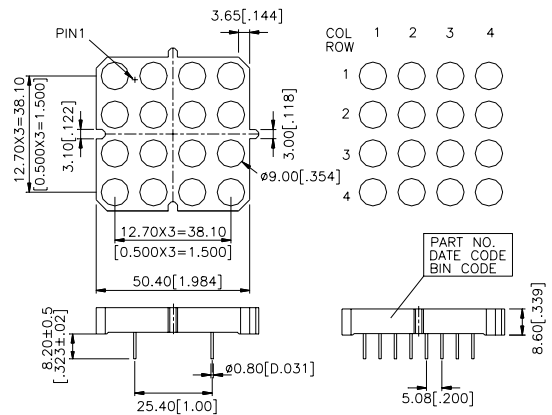 3.65[.144]
PIN1
COL 1 2 3 4
ROW
1
2
3
4
12.70X3=38.10
[0.500X3=1.500]
3.10[.122]
3.00[.118]
ø9.00[.354]
12.70X3=38.10
[0.500X3=1.500]
50.40[1.984]
PART NO.
DATE CODE
BIN CODE
8.20±0.5
[.323±.02]
ø0.80[D.031]
25.40[1.00]
5.08[.200]
8.60[.339]